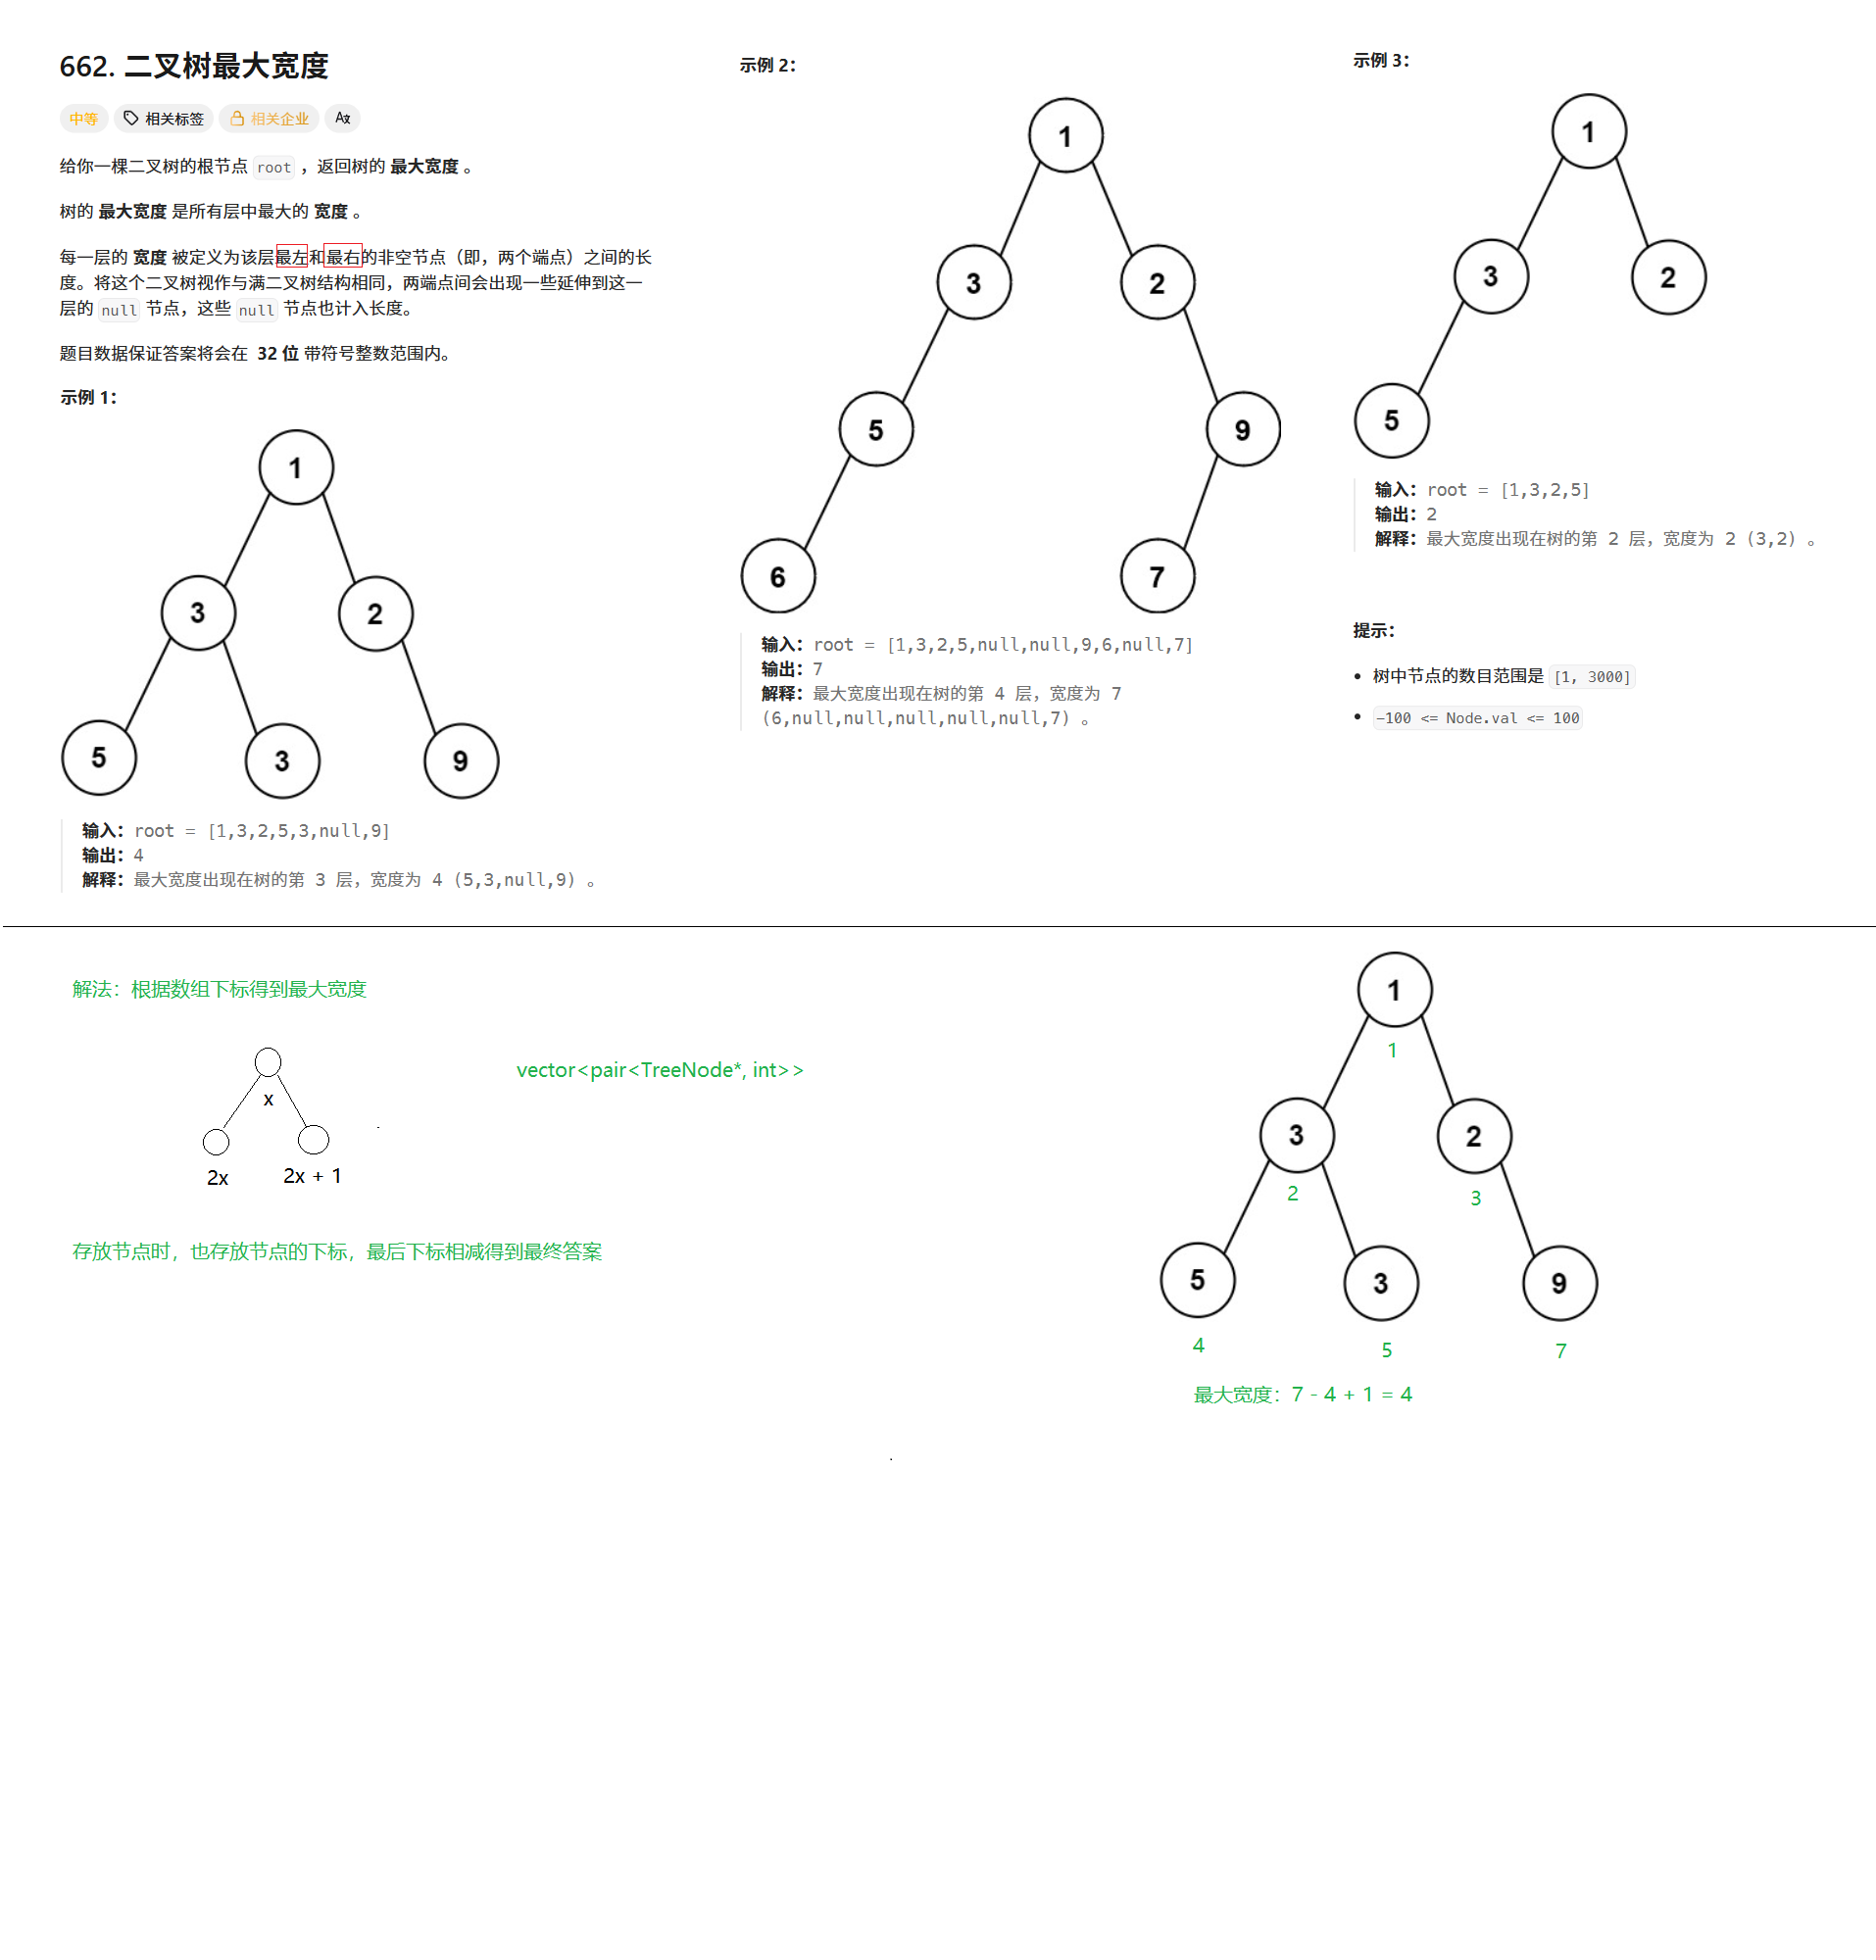 662. 二叉树最大宽度
中等 相关标签 相关企业 A文
给你一棵二叉树的根节点 root ，返回树的 最大宽度 。
树的 最大宽度 是所有层中最大的 宽度 。
每一层的 宽度 被定义为该层最左和最右的非空节点（即，两个端点）之间的长
度。将这个二叉树视作与满二叉树结构相同，两端点间会出现一些延伸到这一
层的 null 节点，这些 null 节点也计入长度。
题目数据保证答案将会在 32 位 带符号整数范围内。
示例 1：
1
3 2
5 3 9
输入：root = [1,3,2,5,3,null,9]
输出：4
解释：最大宽度出现在树的第 3 层，宽度为 4 (5,3,null,9) 。
示例 2：
1
3 2
5 9
6 7
输入：root = [1,3,2,5,null,null,9,6,null,7]
输出：7
解释：最大宽度出现在树的第 4 层，宽度为 7
(6,null,null,null,null,null,7) 。
示例 3：
1
3 2
5
输入：root = [1,3,2,5]
输出：2
解释：最大宽度出现在树的第 2 层，宽度为 2 (3,2) 。
提示：
• 树中节点的数目范围是 [1, 3000]
• -100 <= Node.val <= 100
解法：根据数组下标得到最大宽度
x
2x 2x + 1
vector<pair<TreeNode*, int>>
存放节点时，也存放节点的下标，最后下标相减得到最终答案
1
1
3 2
2 3
5 3 9
4 5 7
最大宽度：7 - 4 + 1 = 4